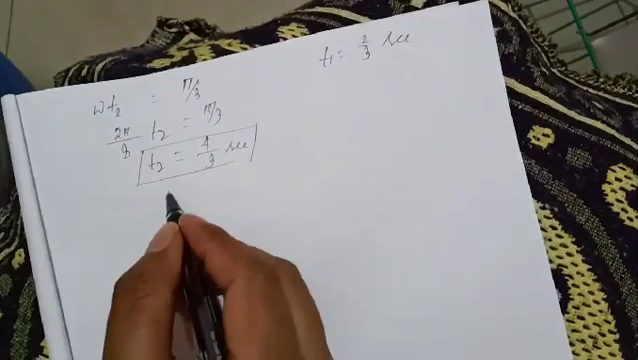 t₁ = 2/3 sec
ωt₂ = π/3
2π/8 t₂ = π/3
t₂ = 4/3 sec